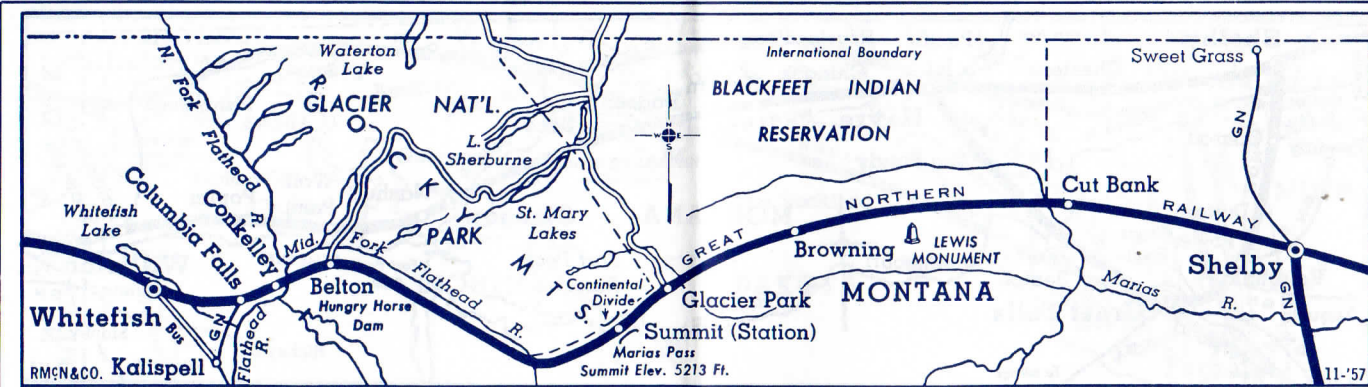 International Boundary
Sweet Grass
N. Fork Flathead R.
Waterton
Lake
GLACIER NAT'L.
PARK
ROCKY MTS.
L.
Sherburne
St. Mary
Lakes
BLACKFEET INDIAN
RESERVATION
N
W E
S
GN
Whitefish
Lake
Columbia Falls
Conkelley
Mid. Fork Flathead R.
Continental
Divide
GREAT NORTHERN RAILWAY
Cut Bank
Browning
LEWIS
MONUMENT
Shelby
Whitefish
Belton
Hungry Horse
Dam
Glacier Park
MONTANA
Marias R.
GN
Bus
GN
Flathead R.
Summit (Station)
Marias Pass
Summit Elev. 5213 Ft.
Kalispell
RMCN&CO.
11-'57